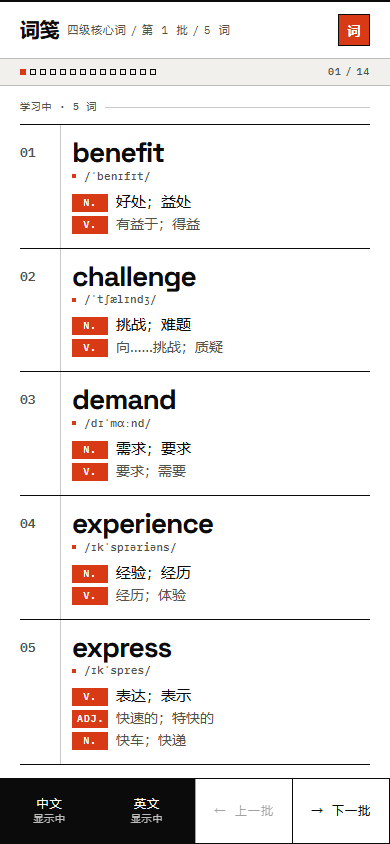 词笺 四级核心词 / 第 1 批 / 5 词 词
01 / 14
学习中 · 5 词
01 benefit
/ˈbenɪfɪt/
N. 好处; 益处
V. 有益于; 得益
02 challenge
/ˈtʃælɪndʒ/
N. 挑战; 难题
V. 向……挑战; 质疑
03 demand
/dɪˈmɑːnd/
N. 需求; 要求
V. 要求; 需要
04 experience
/ɪkˈspɪəriəns/
N. 经验; 经历
V. 经历; 体验
05 express
/ɪkˈspres/
V. 表达; 表示
ADJ. 快速的; 特快的
N. 快车; 快递
中文 英文 ← 上一批 → 下一批
显示中 显示中